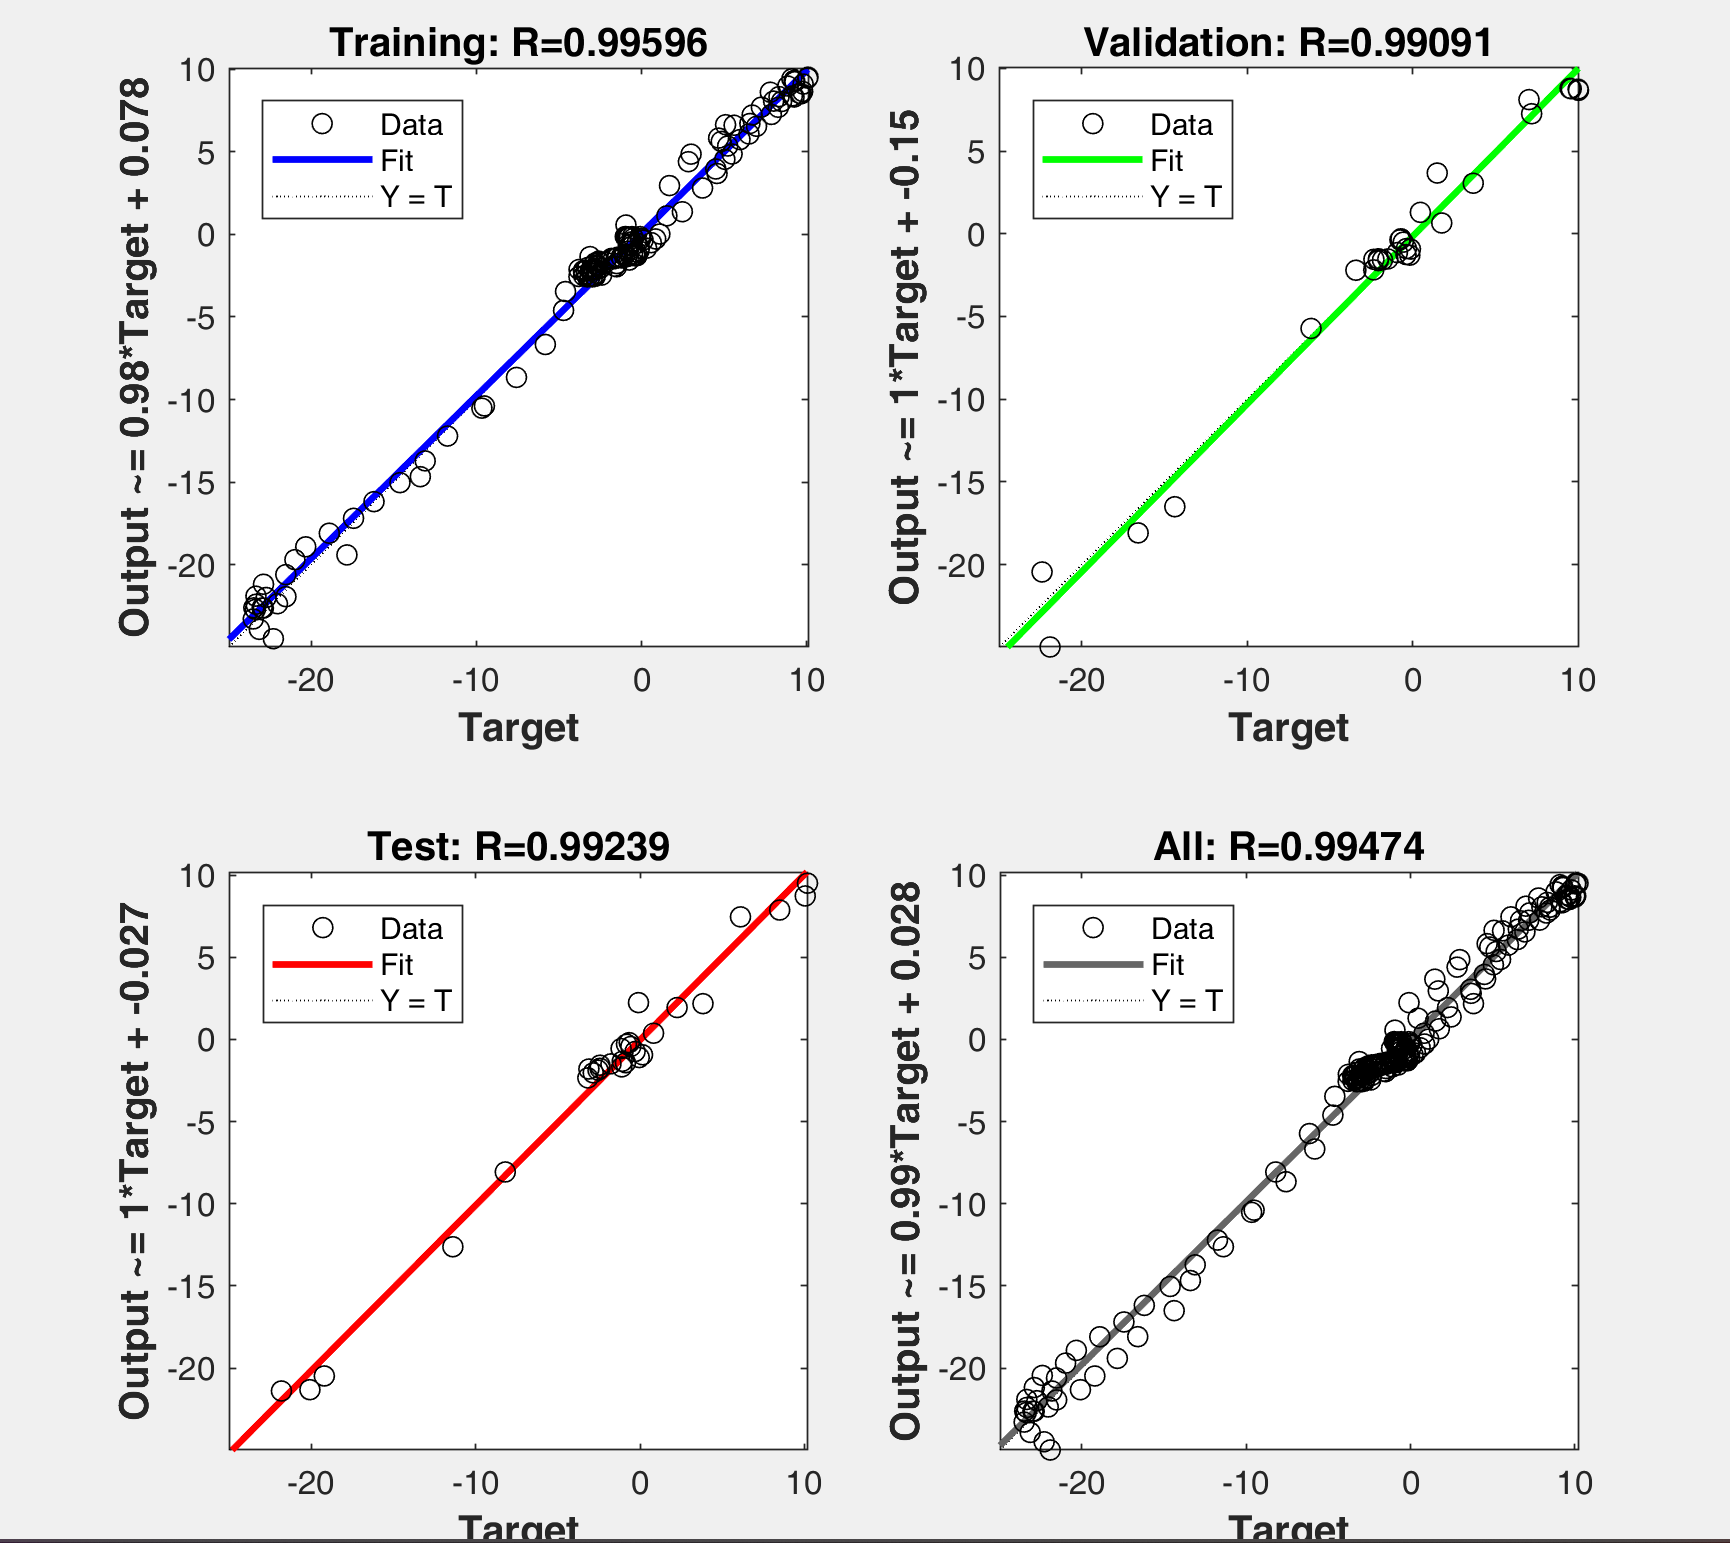 Training: R=0.99596
Output ~= 0.98*Target + 0.078
10
5
0
-5
-10
-15
-20
Data
Fit
Y = T
-20 -10 0 10
Target
Validation: R=0.99091
Output ~= 1*Target + -0.15
10
5
0
-5
-10
-15
-20
Data
Fit
Y = T
-20 -10 0 10
Target
Test: R=0.99239
Output ~= 1*Target + -0.027
10
5
0
-5
-10
-15
-20
Data
Fit
Y = T
-20 -10 0 10
Target
All: R=0.99474
Output ~= 0.99*Target + 0.028
10
5
0
-5
-10
-15
-20
Data
Fit
Y = T
-20 -10 0 10
Target